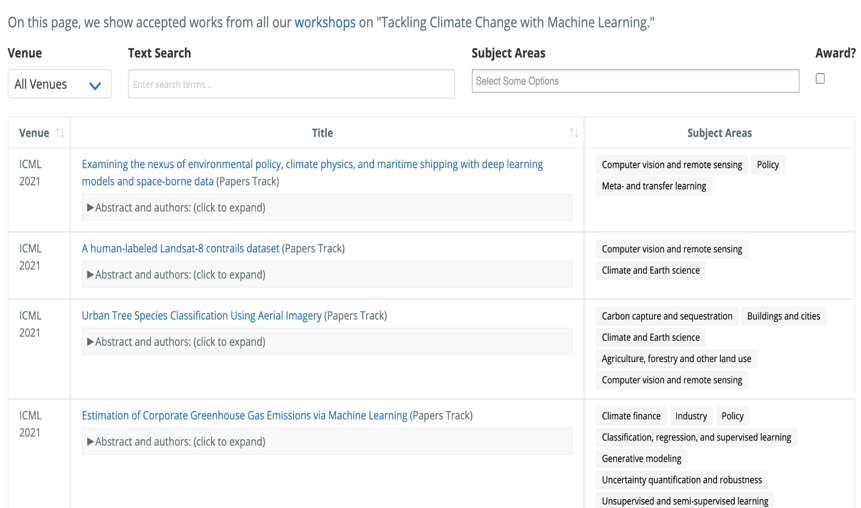 On this page, we show accepted works from all our workshops on "Tackling Climate Change with Machine Learning."
Venue
Text Search
Subject Areas
Award?
All Venues
Enter search terms...
Select Some Options
Venue
Title
Subject Areas
ICML
2021
Examining the nexus of environmental policy, climate physics, and maritime shipping with deep learning
models and space-borne data (Papers Track)
▶Abstract and authors: (click to expand)
Computer vision and remote sensing Policy
Meta- and transfer learning
ICML
2021
A human-labeled Landsat-8 contrails dataset (Papers Track)
▶Abstract and authors: (click to expand)
Computer vision and remote sensing
Climate and Earth science
ICML
2021
Urban Tree Species Classification Using Aerial Imagery (Papers Track)
▶Abstract and authors: (click to expand)
Carbon capture and sequestration Buildings and cities
Climate and Earth science
Agriculture, forestry and other land use
Computer vision and remote sensing
ICML
2021
Estimation of Corporate Greenhouse Gas Emissions via Machine Learning (Papers Track)
▶Abstract and authors: (click to expand)
Climate finance Industry Policy
Classification, regression, and supervised learning
Generative modeling
Uncertainty quantification and robustness
Unsupervised and semi-supervised learning